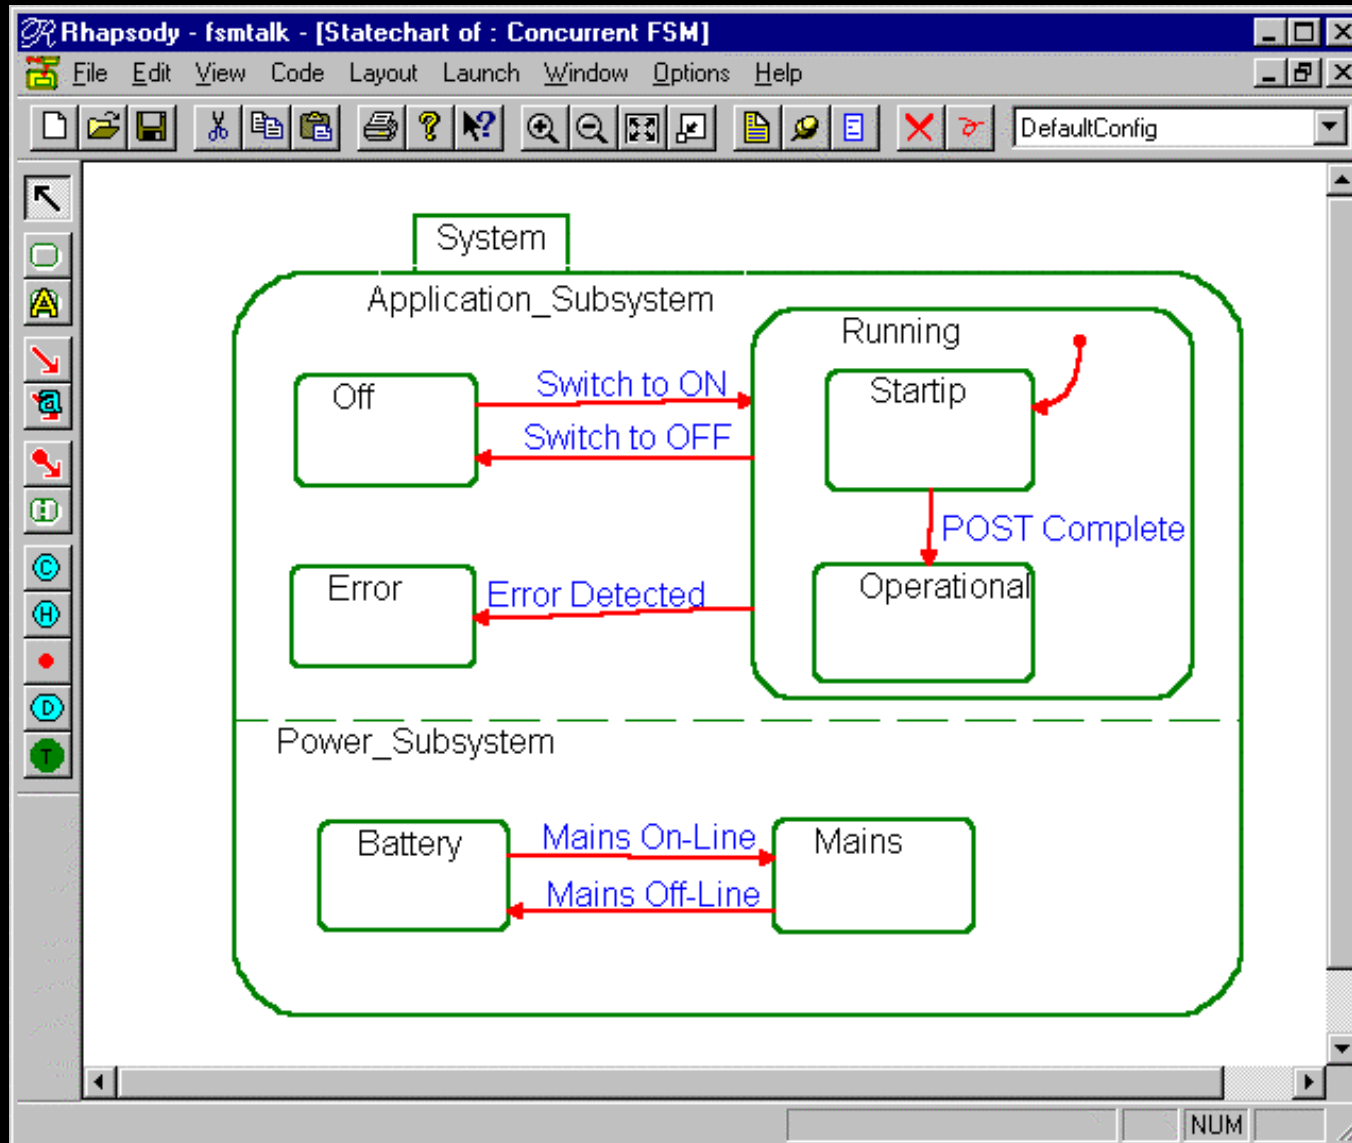 Rhapsody - fsmtalk - [Statechart of : Concurrent FSM]
File Edit View Code Layout Launch Window Options Help
DefaultConfig
System
Application_Subsystem
Running
Off
Switch to ON
Startip
Switch to OFF
POST Complete
Error
Error Detected
Operational
Power_Subsystem
Battery
Mains On-Line
Mains
Mains Off-Line
NUM